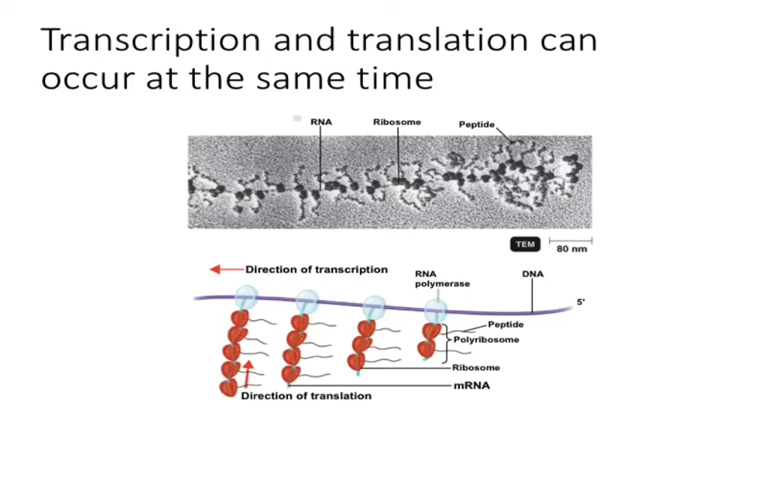 Transcription and translation can
occur at the same time
RNA
Ribosome
Peptide
TEM
80 nm
Direction of transcription
RNA
polymerase
DNA
5'
Peptide
Polyribosome
Ribosome
mRNA
Direction of translation